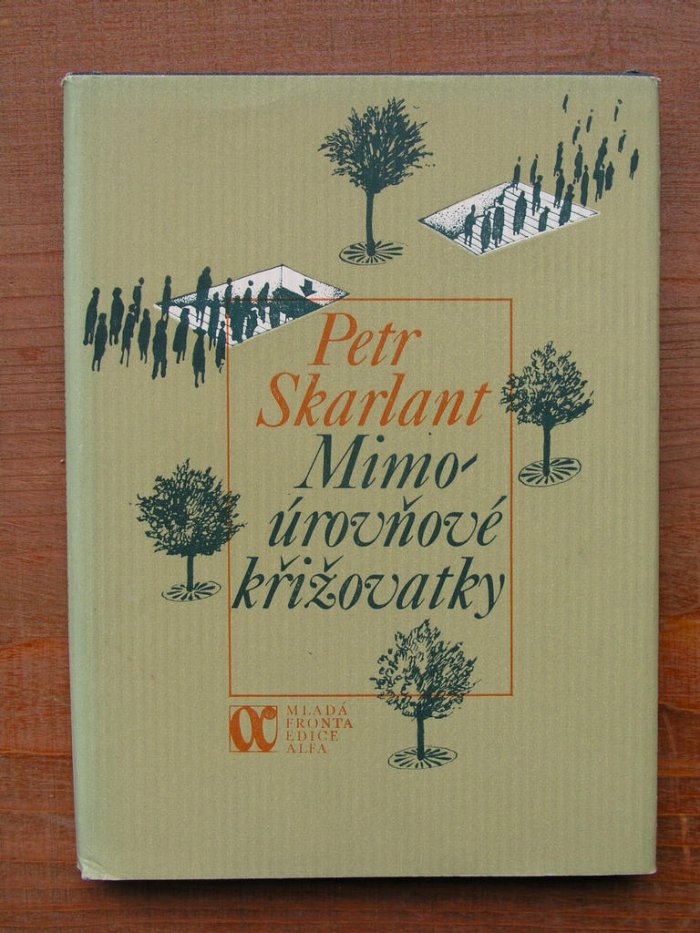 Petr
Skarlant
Mimo-
úrovňové
křižovatky
MLADÁ
FRONTA
EDICE
ALFA